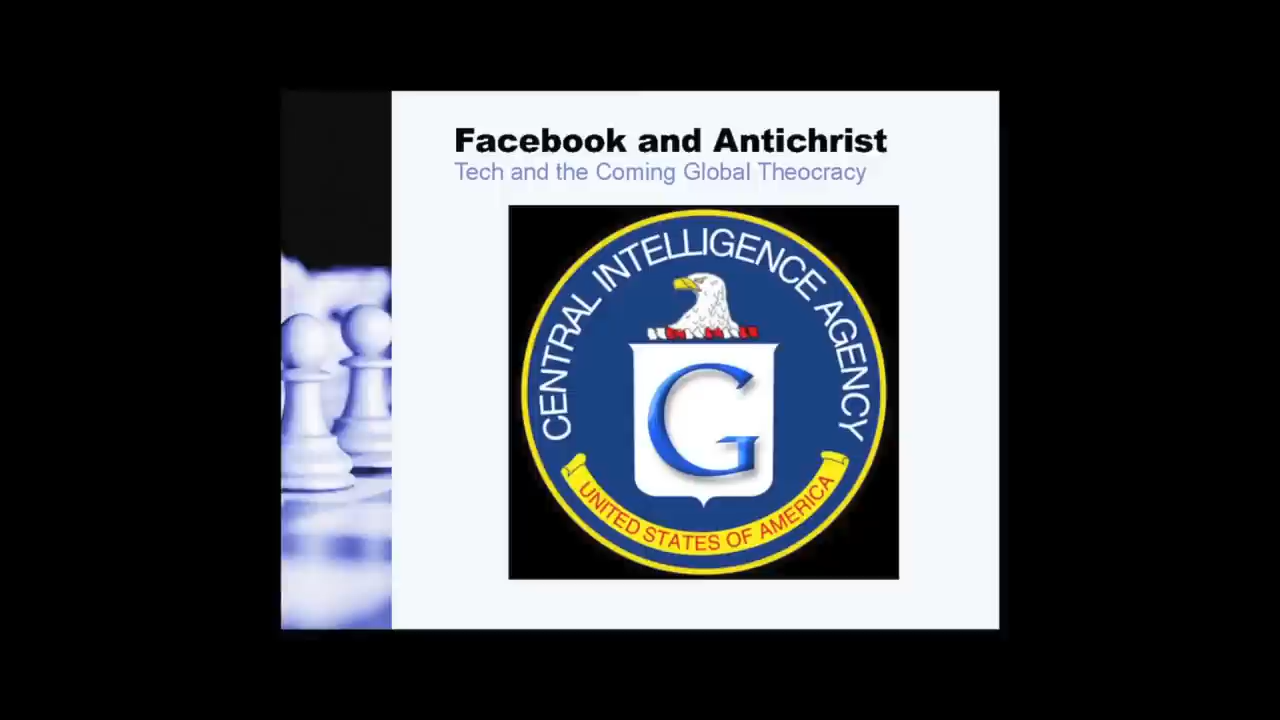 Facebook and Antichrist
Tech and the Coming Global Theocracy
CENTRAL INTELLIGENCE AGENCY
G
UNITED STATES OF AMERICA